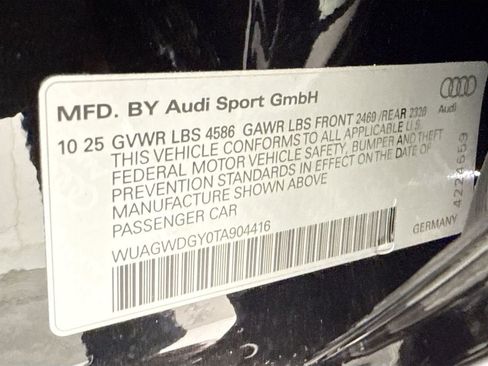 MFD. BY Audi Sport GmbH
Audi
10 25 GVWR LBS 4586 GAWR LBS FRONT 2469 /REAR 2326
THIS VEHICLE CONFORMS TO ALL APPLICABLE U.S.
FEDERAL MOTOR VEHICLE SAFETY, BUMPER AND THEFT
PREVENTION STANDARDS IN EFFECT ON THE DATE OF
MANUFACTURE SHOWN ABOVE
PASSENGER CAR
WUAGWDGY0TA904416
GERMANY
4224659